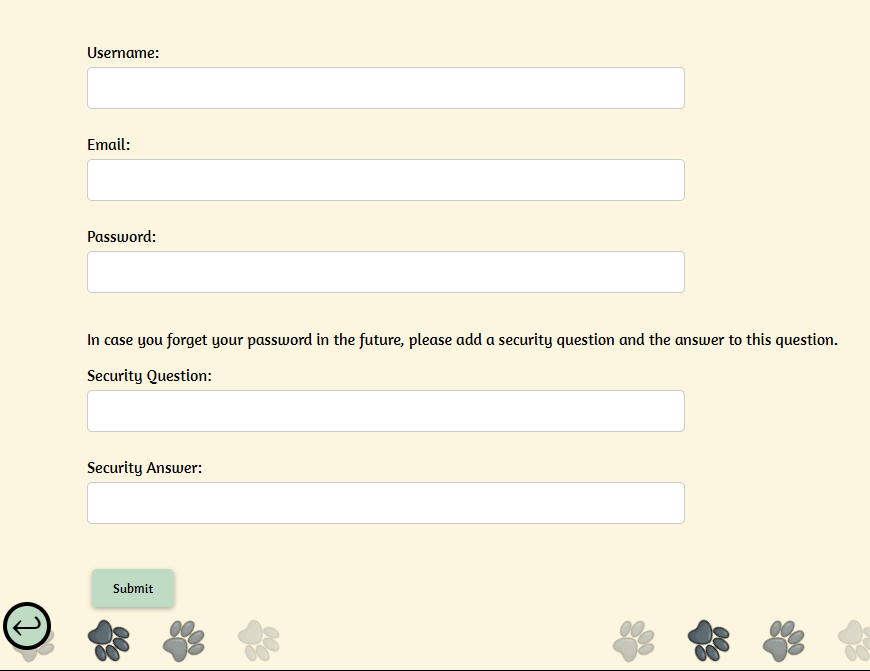 Username:
Email:
Password:
In case you forget your password in the future, please add a security question and the answer to this question.
Security Question:
Security Answer:
Submit